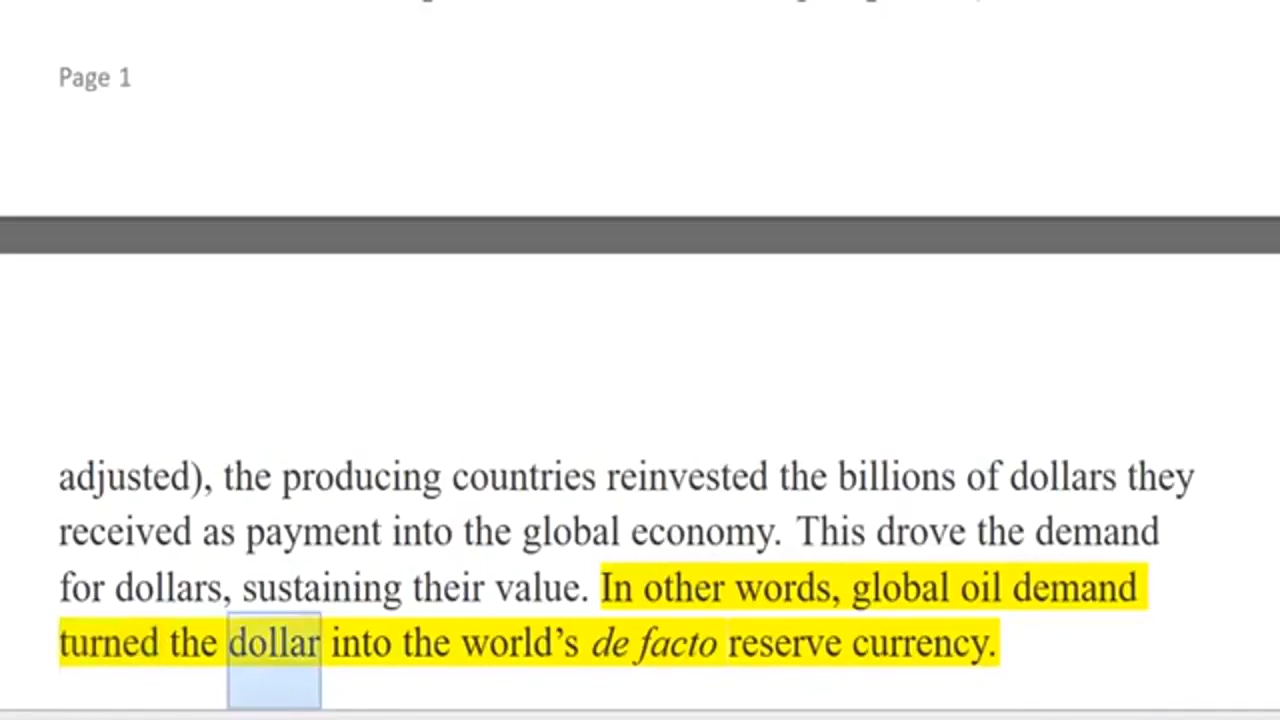 Page 1
adjusted), the producing countries reinvested the billions of dollars they
received as payment into the global economy. This drove the demand
for dollars, sustaining their value. In other words, global oil demand
turned the dollar into the world’s de facto reserve currency.